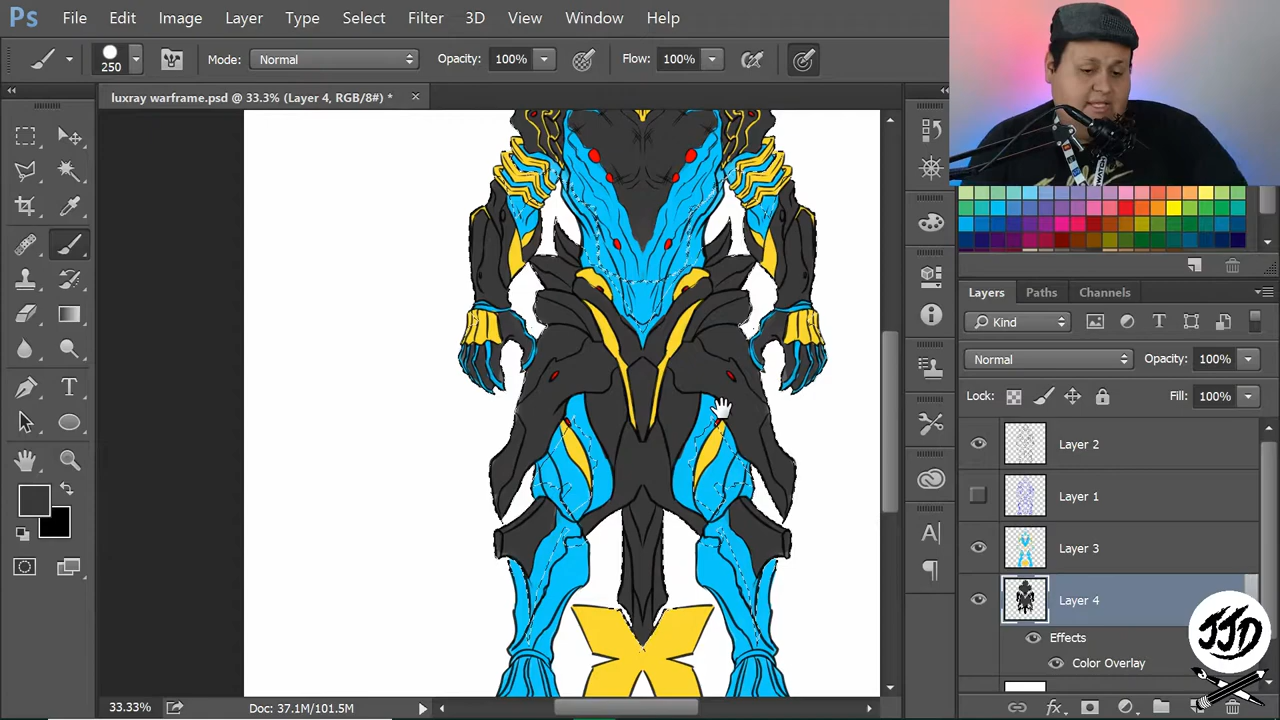 Ps File Edit Image Layer Type Select Filter 3D View Window Help
250 Mode: Normal Opacity: 100% Flow: 100%
luxray warframe.psd @ 33.3% (Layer 4, RGB/8#) * ×
Layers Paths Channels
Kind
Normal Opacity: 100%
Lock: Fill: 100%
Layer 2
Layer 1
Layer 3
Layer 4
Effects
Color Overlay
JJD
33.33% Doc: 37.1M/101.5M